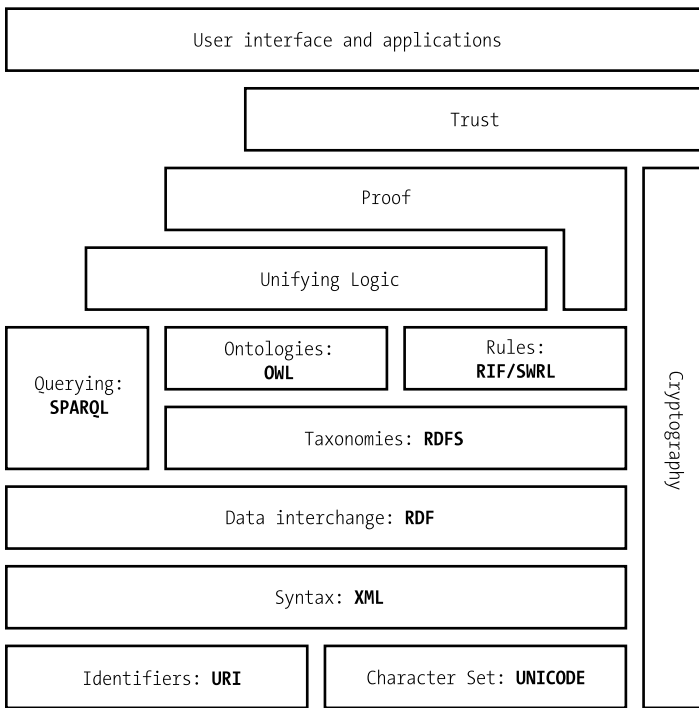 User interface and applications
Trust
Proof
Unifying Logic
Ontologies:
OWL
Rules:
RIF/SWRL
Querying:
SPARQL
Taxonomies: RDFS
Cryptography
Data interchange: RDF
Syntax: XML
Identifiers: URI
Character Set: UNICODE